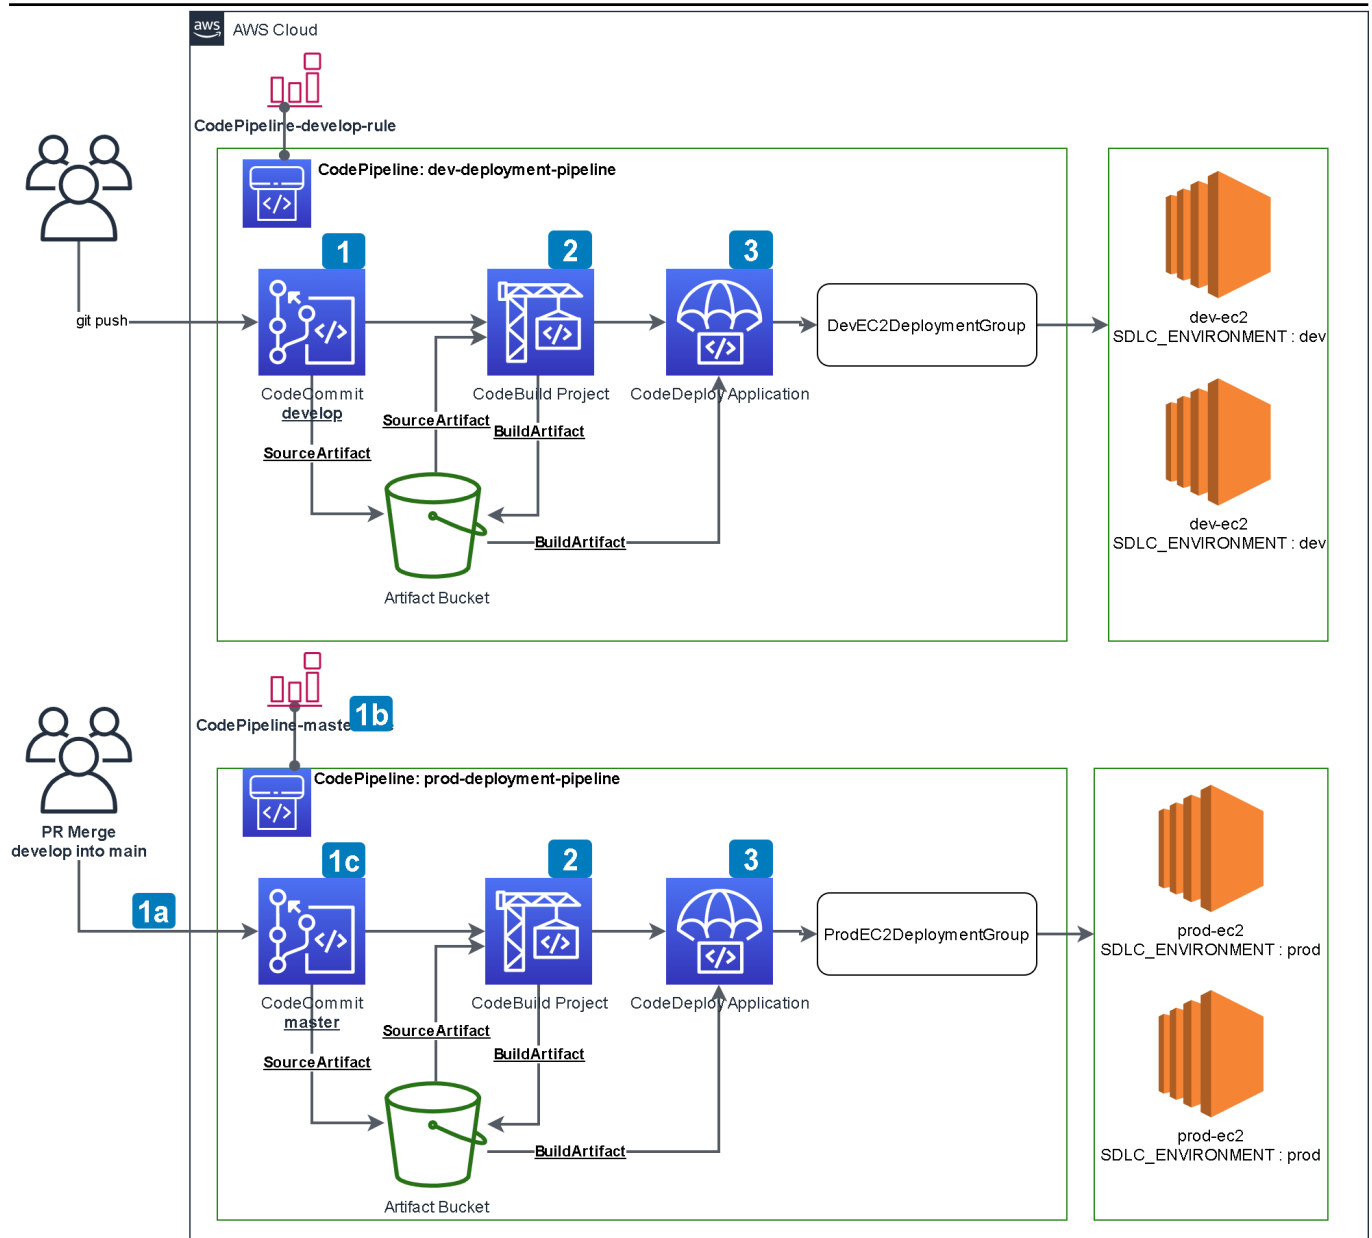 aws
AWS Cloud
CodePipeline-develop-rule
CodePipeline: dev-deployment-pipeline
1
2
3
git push
DevEC2DeploymentGroup
dev-ec2
SDLC_ENVIRONMENT : dev
CodeCommit
develop
CodeBuild Project
CodeDeploy Application
SourceArtifact
BuildArtifact
SourceArtifact
dev-ec2
SDLC_ENVIRONMENT : dev
BuildArtifact
Artifact Bucket
CodePipeline-maste
1b
CodePipeline: prod-deployment-pipeline
PR Merge
develop into main
1a
1c
2
3
ProdEC2DeploymentGroup
prod-ec2
SDLC_ENVIRONMENT : prod
CodeCommit
master
CodeBuild Project
CodeDeploy Application
SourceArtifact
BuildArtifact
SourceArtifact
prod-ec2
SDLC_ENVIRONMENT : prod
BuildArtifact
Artifact Bucket